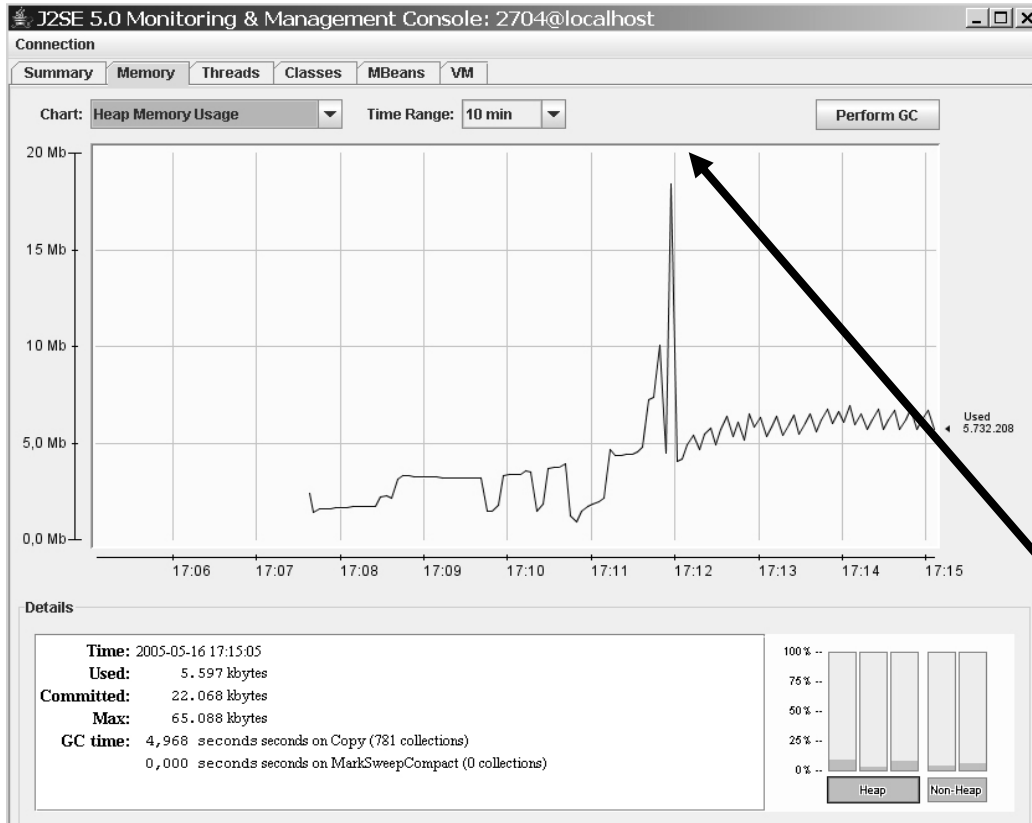 J2SE 5.0 Monitoring & Management Console: 2704@localhost
Connection
Summary Memory Threads Classes MBeans VM
Chart: Heap Memory Usage Time Range: 10 min Perform GC
20 Mb
15 Mb
10 Mb
5,0 Mb
0,0 Mb
Used
5.732.208
17:06 17:07 17:08 17:09 17:10 17:11 17:12 17:13 17:14 17:15
Details
Time: 2005-05-16 17:15:05
Used: 5.597 kbytes
Committed: 22.068 kbytes
Max: 65.088 kbytes
GC time: 4,968 seconds seconds on Copy (781 collections)
0,000 seconds seconds on MarkSweepCompact (0 collections)
100% --
75% --
50% --
25% --
0% --
Heap Non-Heap